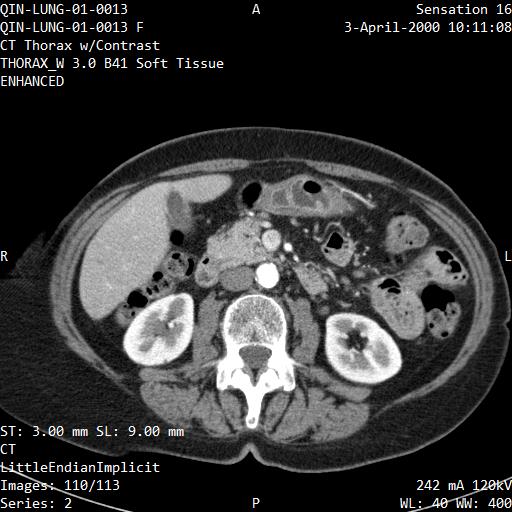 QIN-LUNG-01-0013
A
Sensation 16
QIN-LUNG-01-0013 F
3-April-2000 10:11:08
CT Thorax w/Contrast
THORAX_W 3.0 B41 Soft Tissue
ENHANCED
R
L
ST: 3.00 mm SL: 9.00 mm
CT
LittleEndianImplicit
Images: 110/113
242 mA 120kV
Series: 2
P
WL: 40 WW: 400